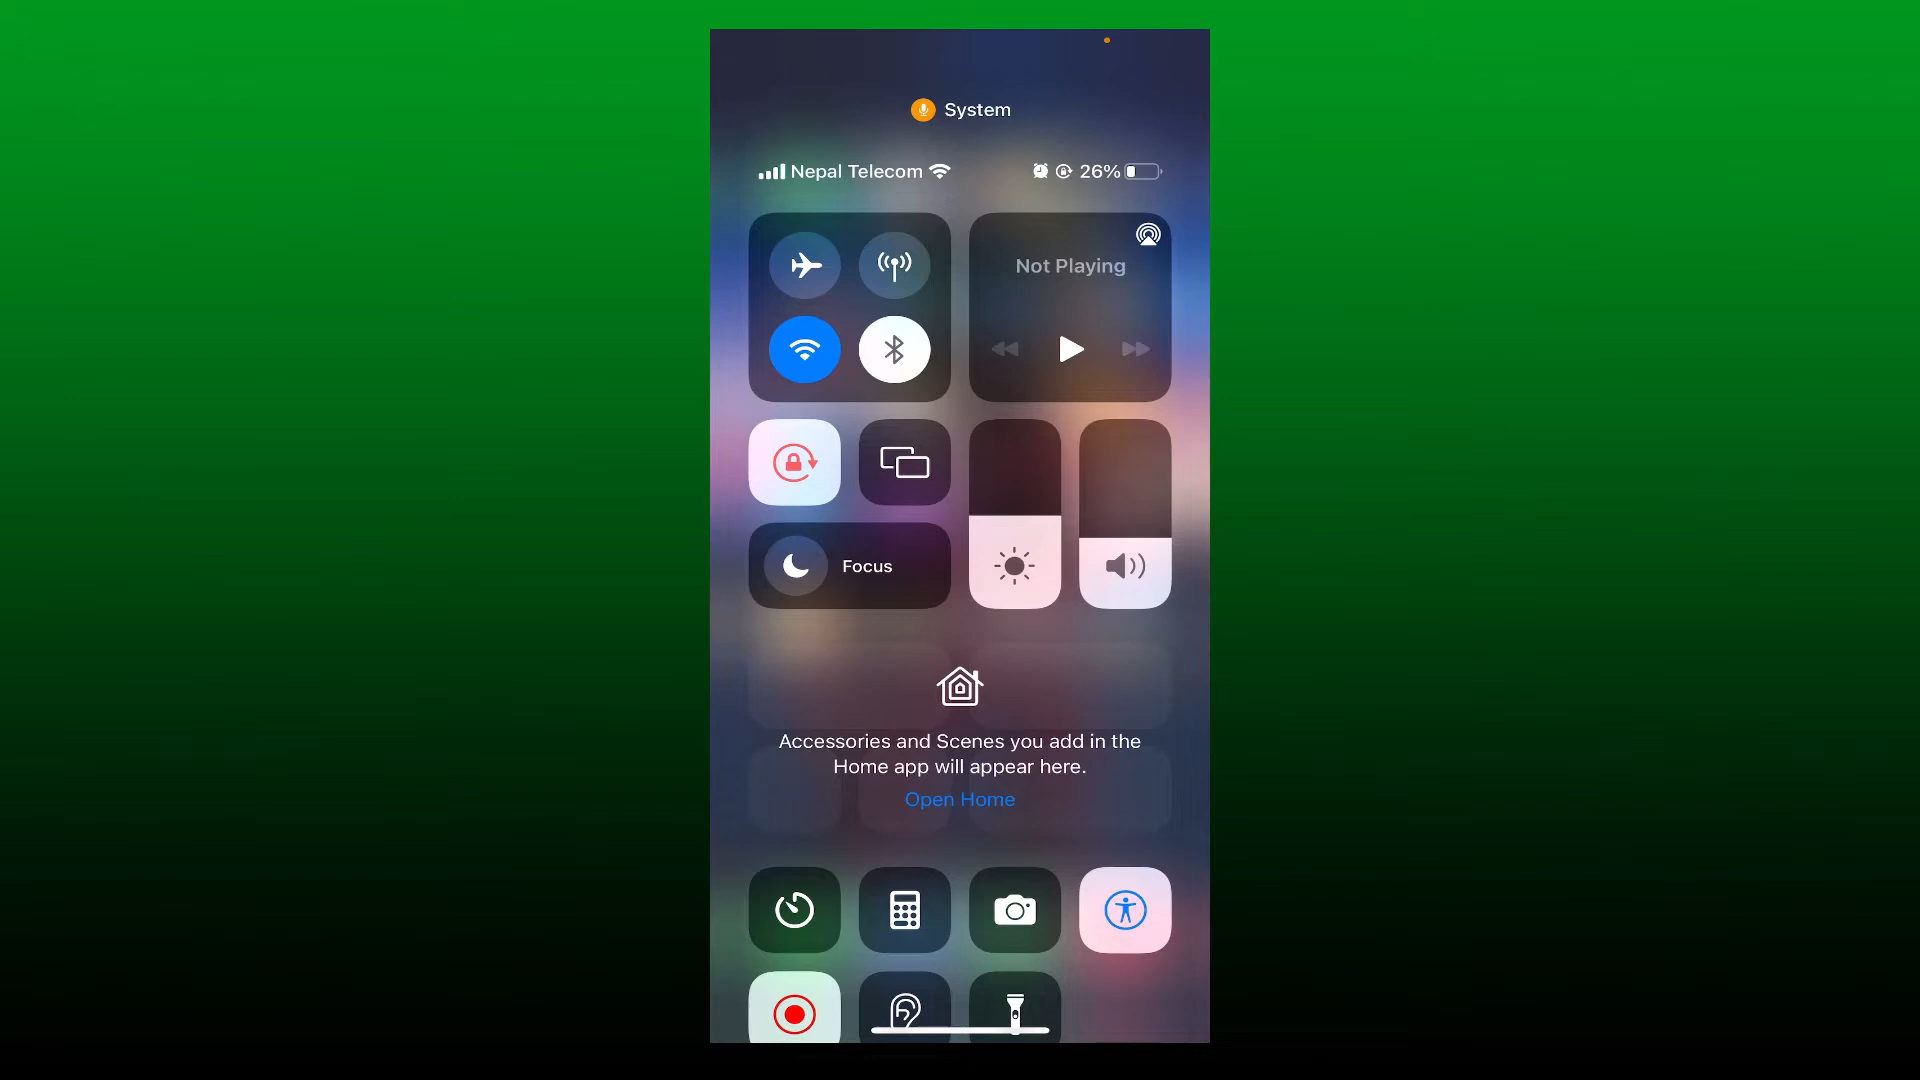 System
Nepal Telecom 26%
Not Playing
Focus
Accessories and Scenes you add in the
Home app will appear here.
Open Home